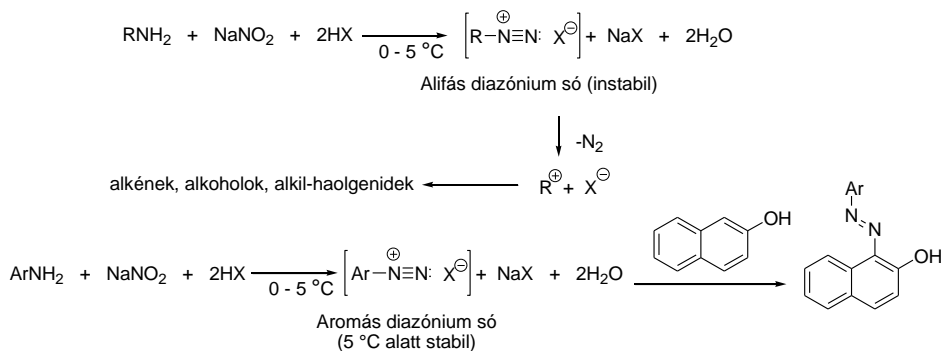 RNH2 + NaNO2 + 2HX 0 - 5 °C [R-N⊕≡N: X⊖] + NaX + 2H2O
Alifás diazónium só (instabil)
-N2
alkének, alkoholok, alkil-haolgenidek R⊕ + X⊖
ArNH2 + NaNO2 + 2HX 0 - 5 °C [Ar-N⊕≡N: X⊖] + NaX + 2H2O OH Ar N N OH
Aromás diazónium só
(5 °C alatt stabil)